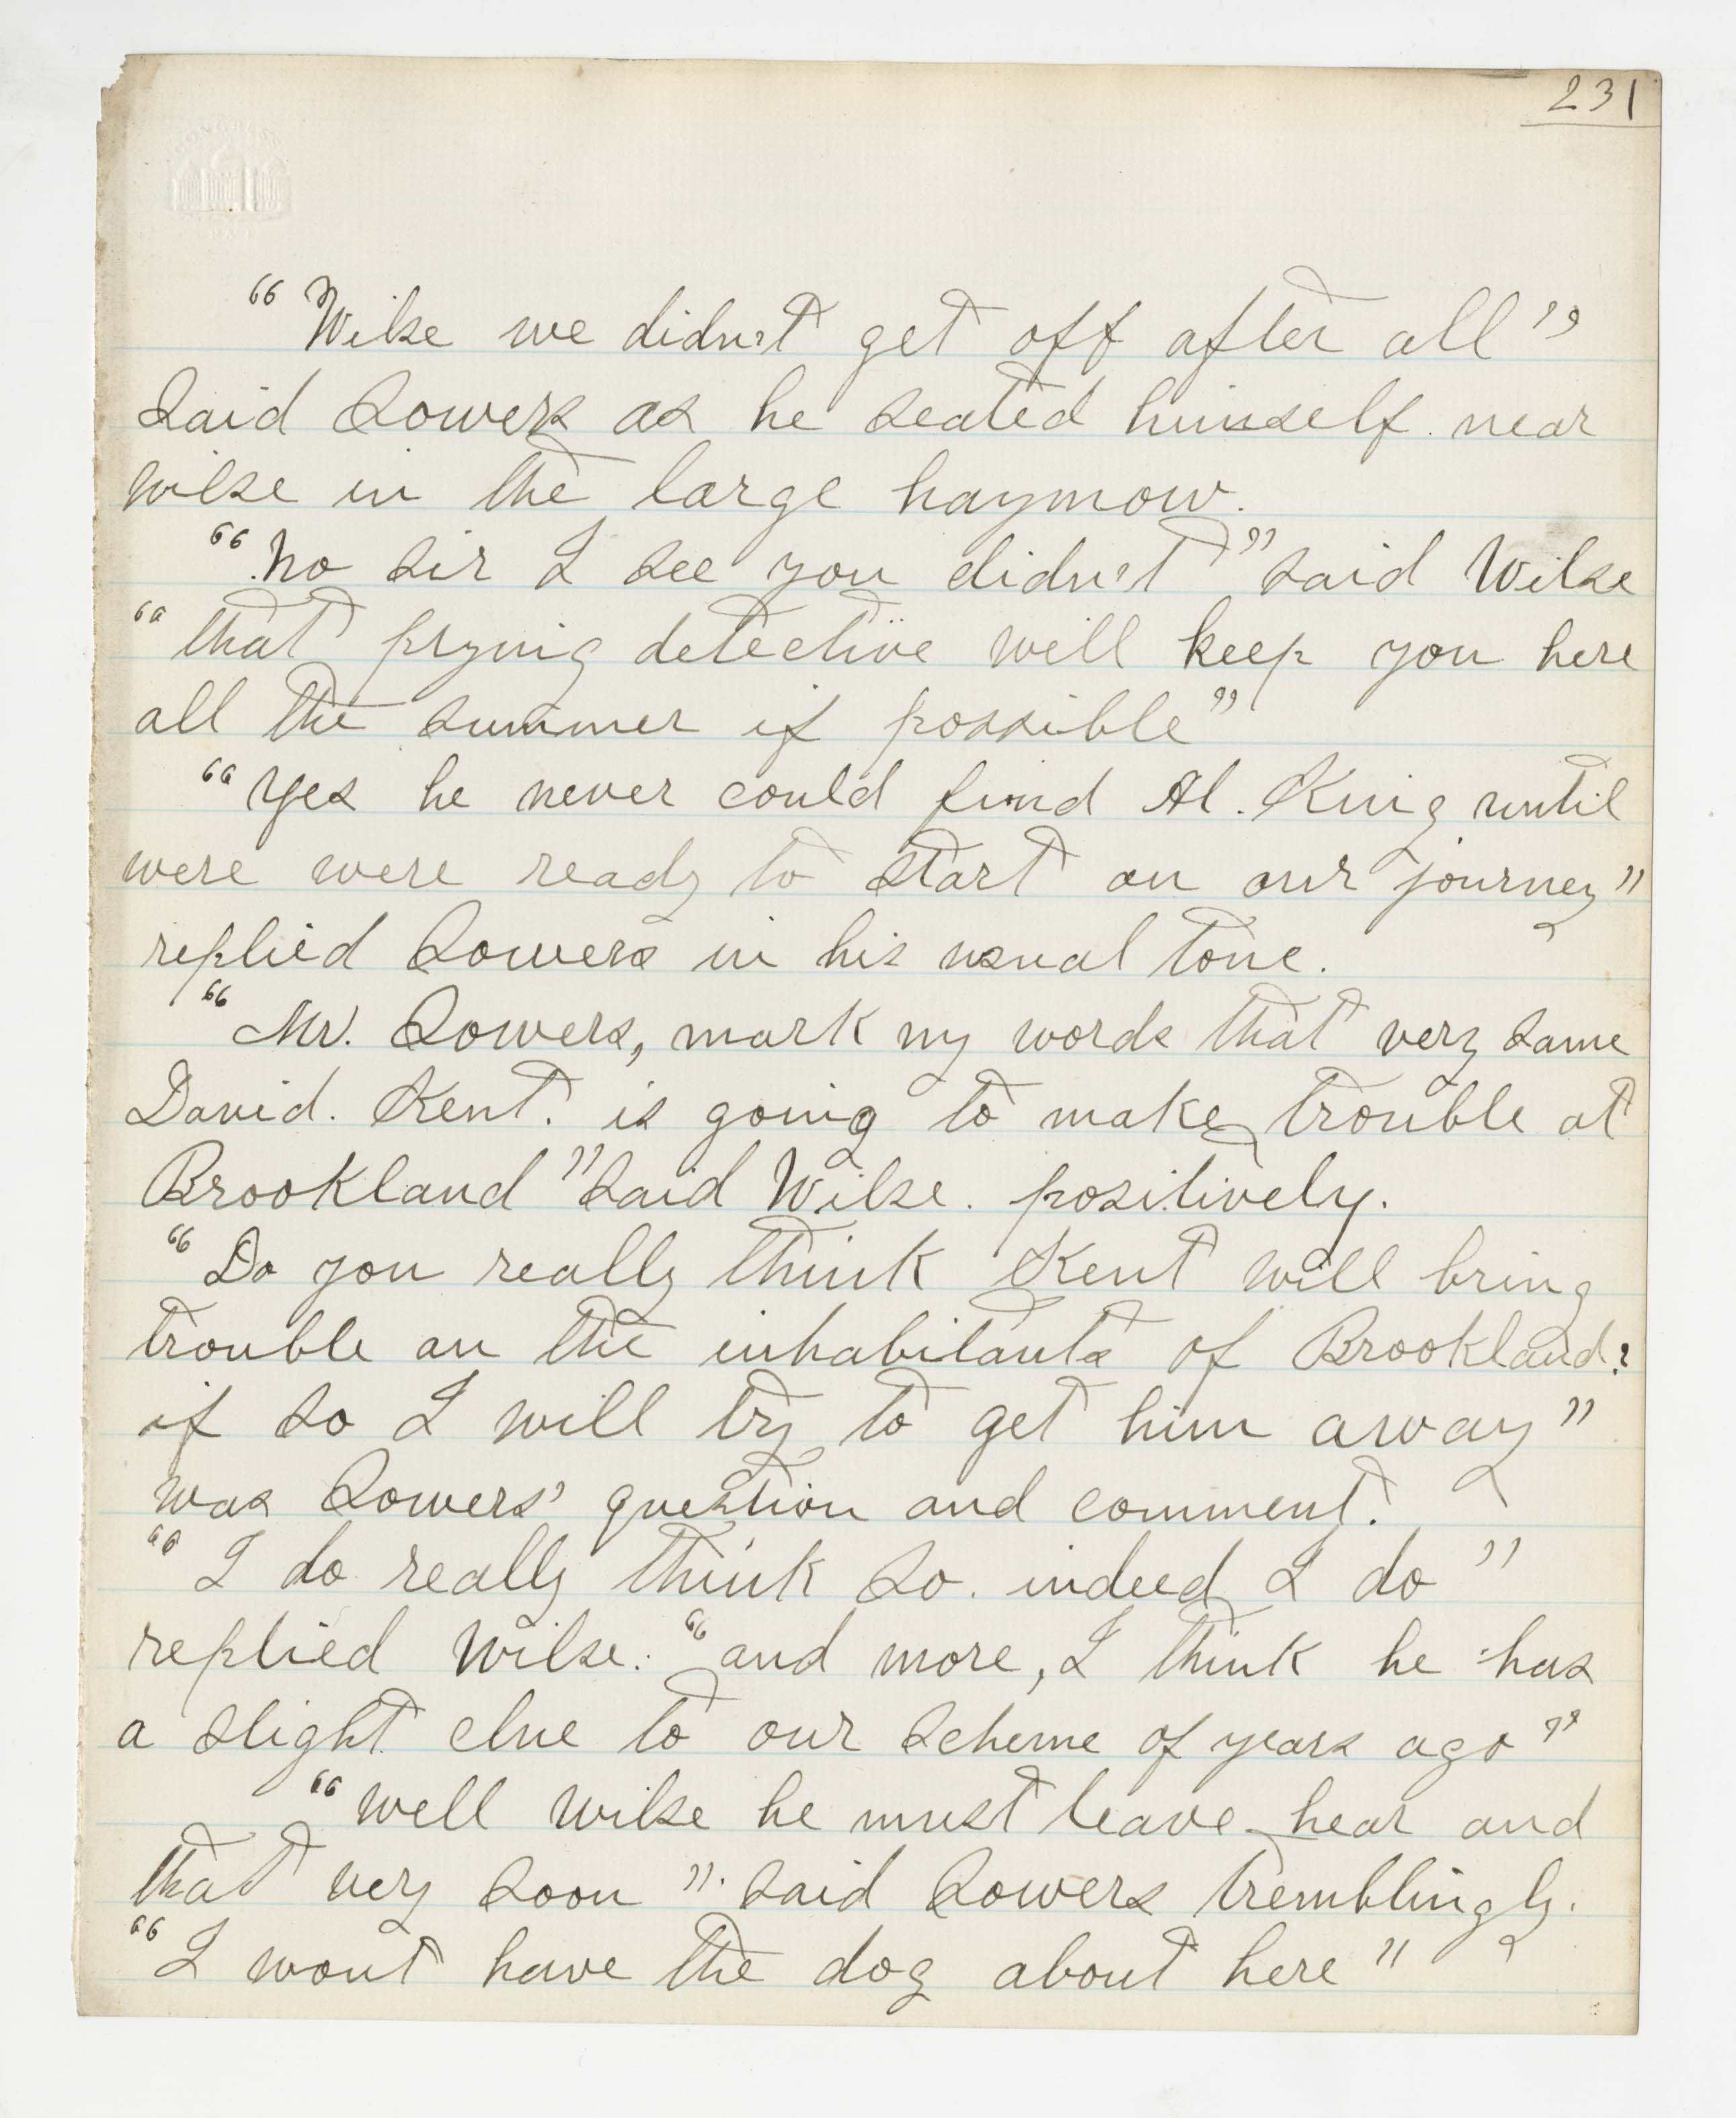 231
CONGRESS
"Wilse we didn't get off after all"
said Sowers as he seated himself. near
wilse in the large haymow.
"No sir I see you didn't" said Wilse
"that prying detective will keep you here
all the summer if possible"
"Yes he never could find Al. King until
were were ready to start on our journey"
replied Sowers in his usual tone.
"Mr. Sowers, mark my words that very same
David. Kent. is going to make trouble at
Brookland" said Wilse. positively.
"Do you really think Kent will bring
trouble on the inhabitants of Brookland?
if so I will try to get him away"
was Sowers' question and comment.
"I do really think so. indeed I do"
replied Wilse. "and more, I think he has
a slight clue to our scheme of years ago"
"well wilse he must leave hear and
that very soon". said Sowers tremblingly.
"I wont have the dog about here"